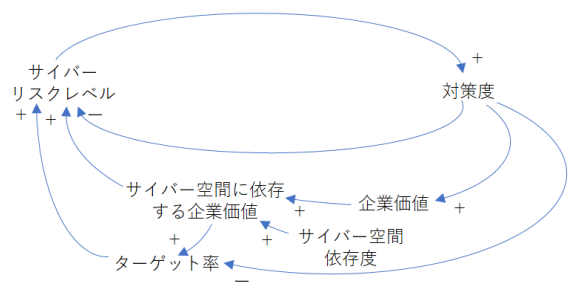 サイバー
リスクレベル
+
+
—
+
対策度
サイバー空間に依存
する企業価値
+
企業価値
+
+
サイバー空間
依存度
+
ターゲット率
—